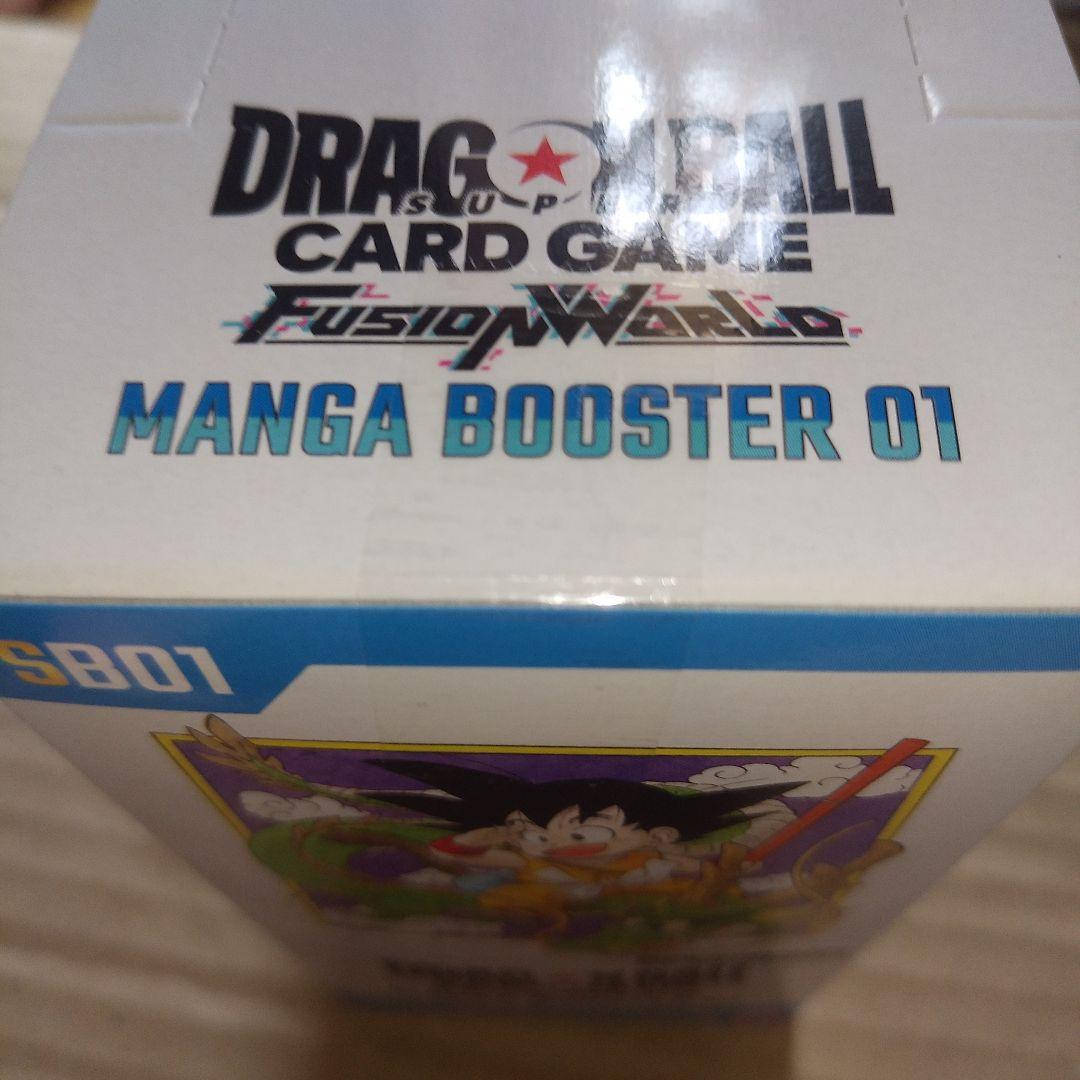 DRAGONBALL
SUPER
CARD GAME
FUSION WORLD
MANGA BOOSTER 01
SB01